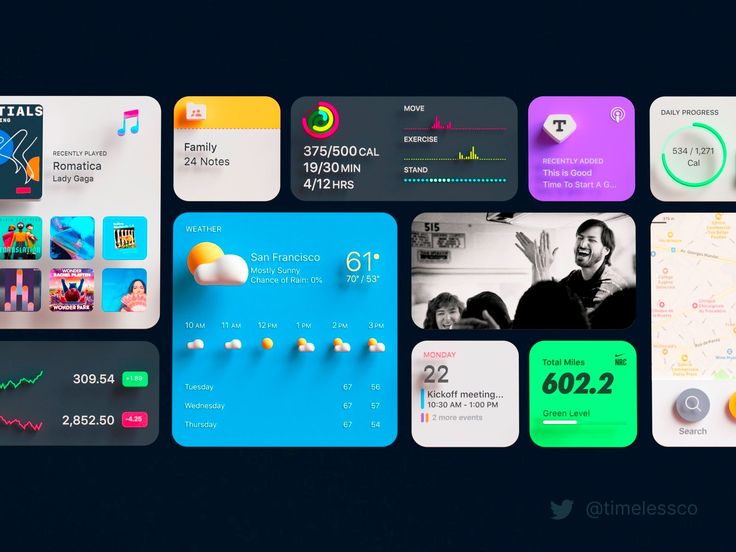 TIALS
ING
RECENTLY PLAYED
Romatica
Lady Gaga
TRANSLATION
WONDER
WONDER PARK
309.54
+1.89
2,852.50
-4.25
Family
24 Notes
375/500 CAL
19/30 MIN
4/12 HRS
MOVE
EXERCISE
STAND
T
RECENTLY ADDED
This is Good
Time To Start A G...
DAILY PROGRESS
534 / 1,271
Cal
WEATHER
San Francisco
Mostly Sunny
Chance of Rain: 0%
61°
70° / 53°
10 AM
11 AM
12 PM
1 PM
2 PM
3 PM
Tuesday 67 56
Wednesday 67 57
Thursday 67 54
515
MONDAY
22
Kickoff meeting...
10:30 AM - 1:00 PM
2 more events
Total Miles
NRC
602.2
Green Level
Search
@timelessco